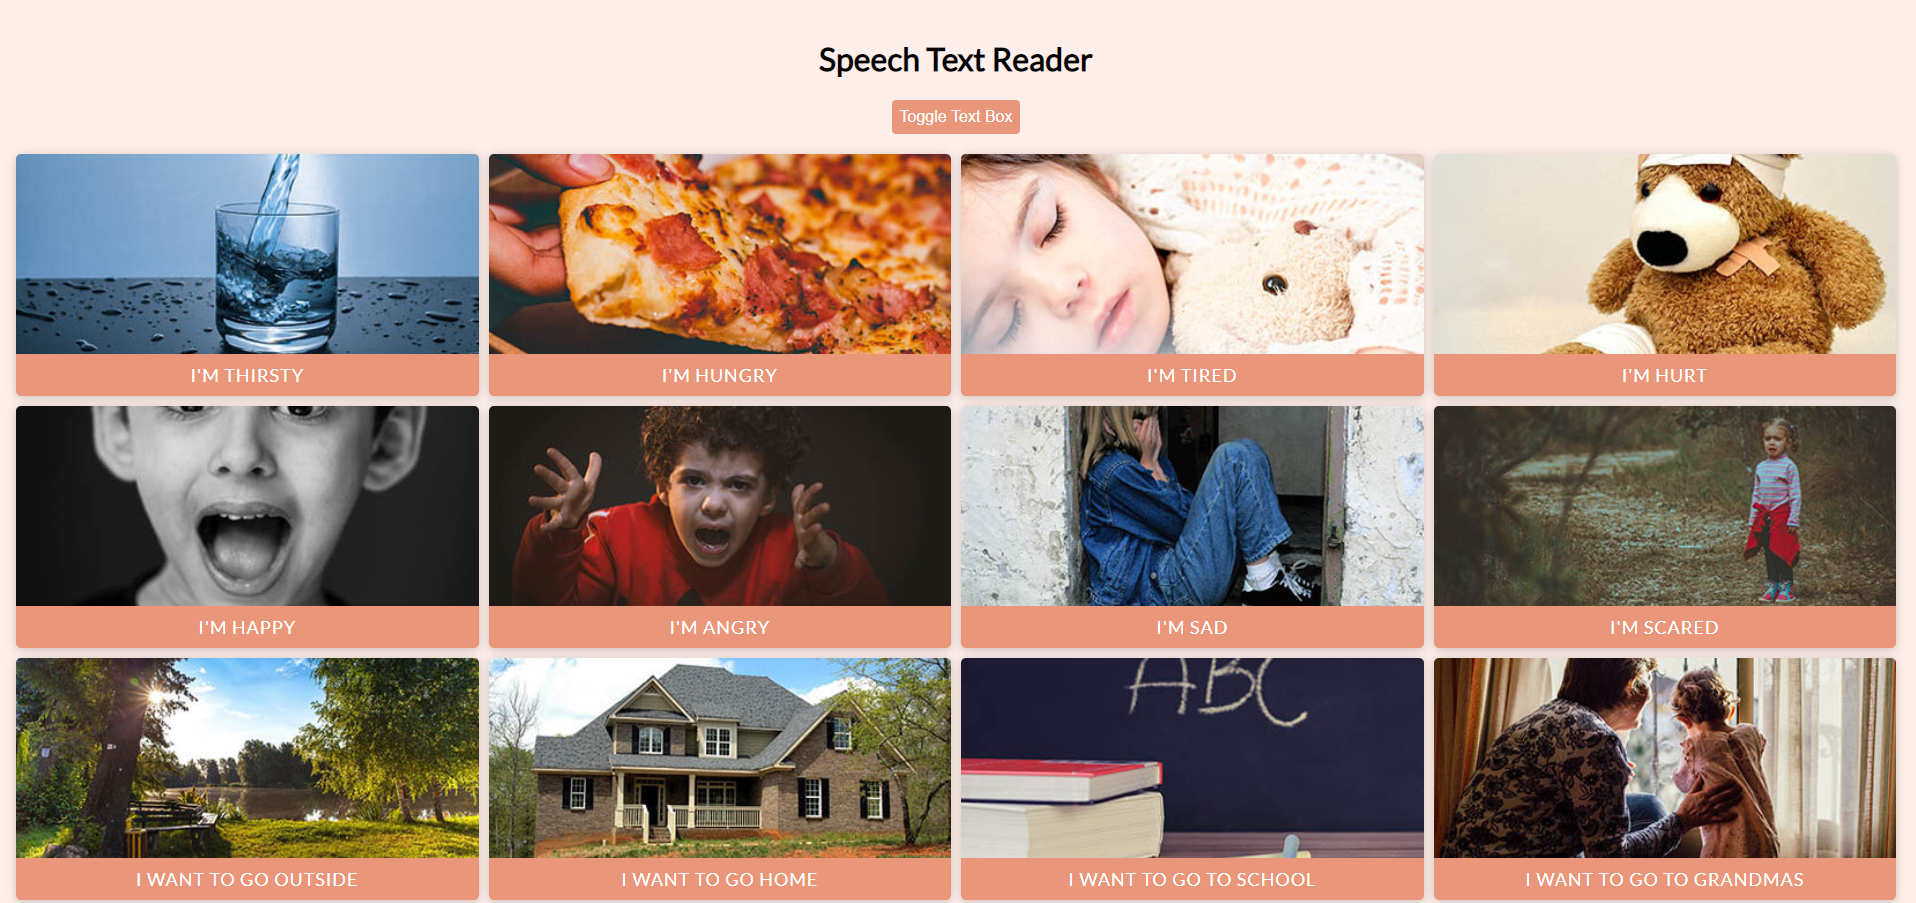 Speech Text Reader
Toggle Text Box
I'M THIRSTY
I'M HUNGRY
I'M TIRED
I'M HURT
I'M HAPPY
I'M ANGRY
I'M SAD
I'M SCARED
ABC
I WANT TO GO OUTSIDE
I WANT TO GO HOME
I WANT TO GO TO SCHOOL
I WANT TO GO TO GRANDMAS